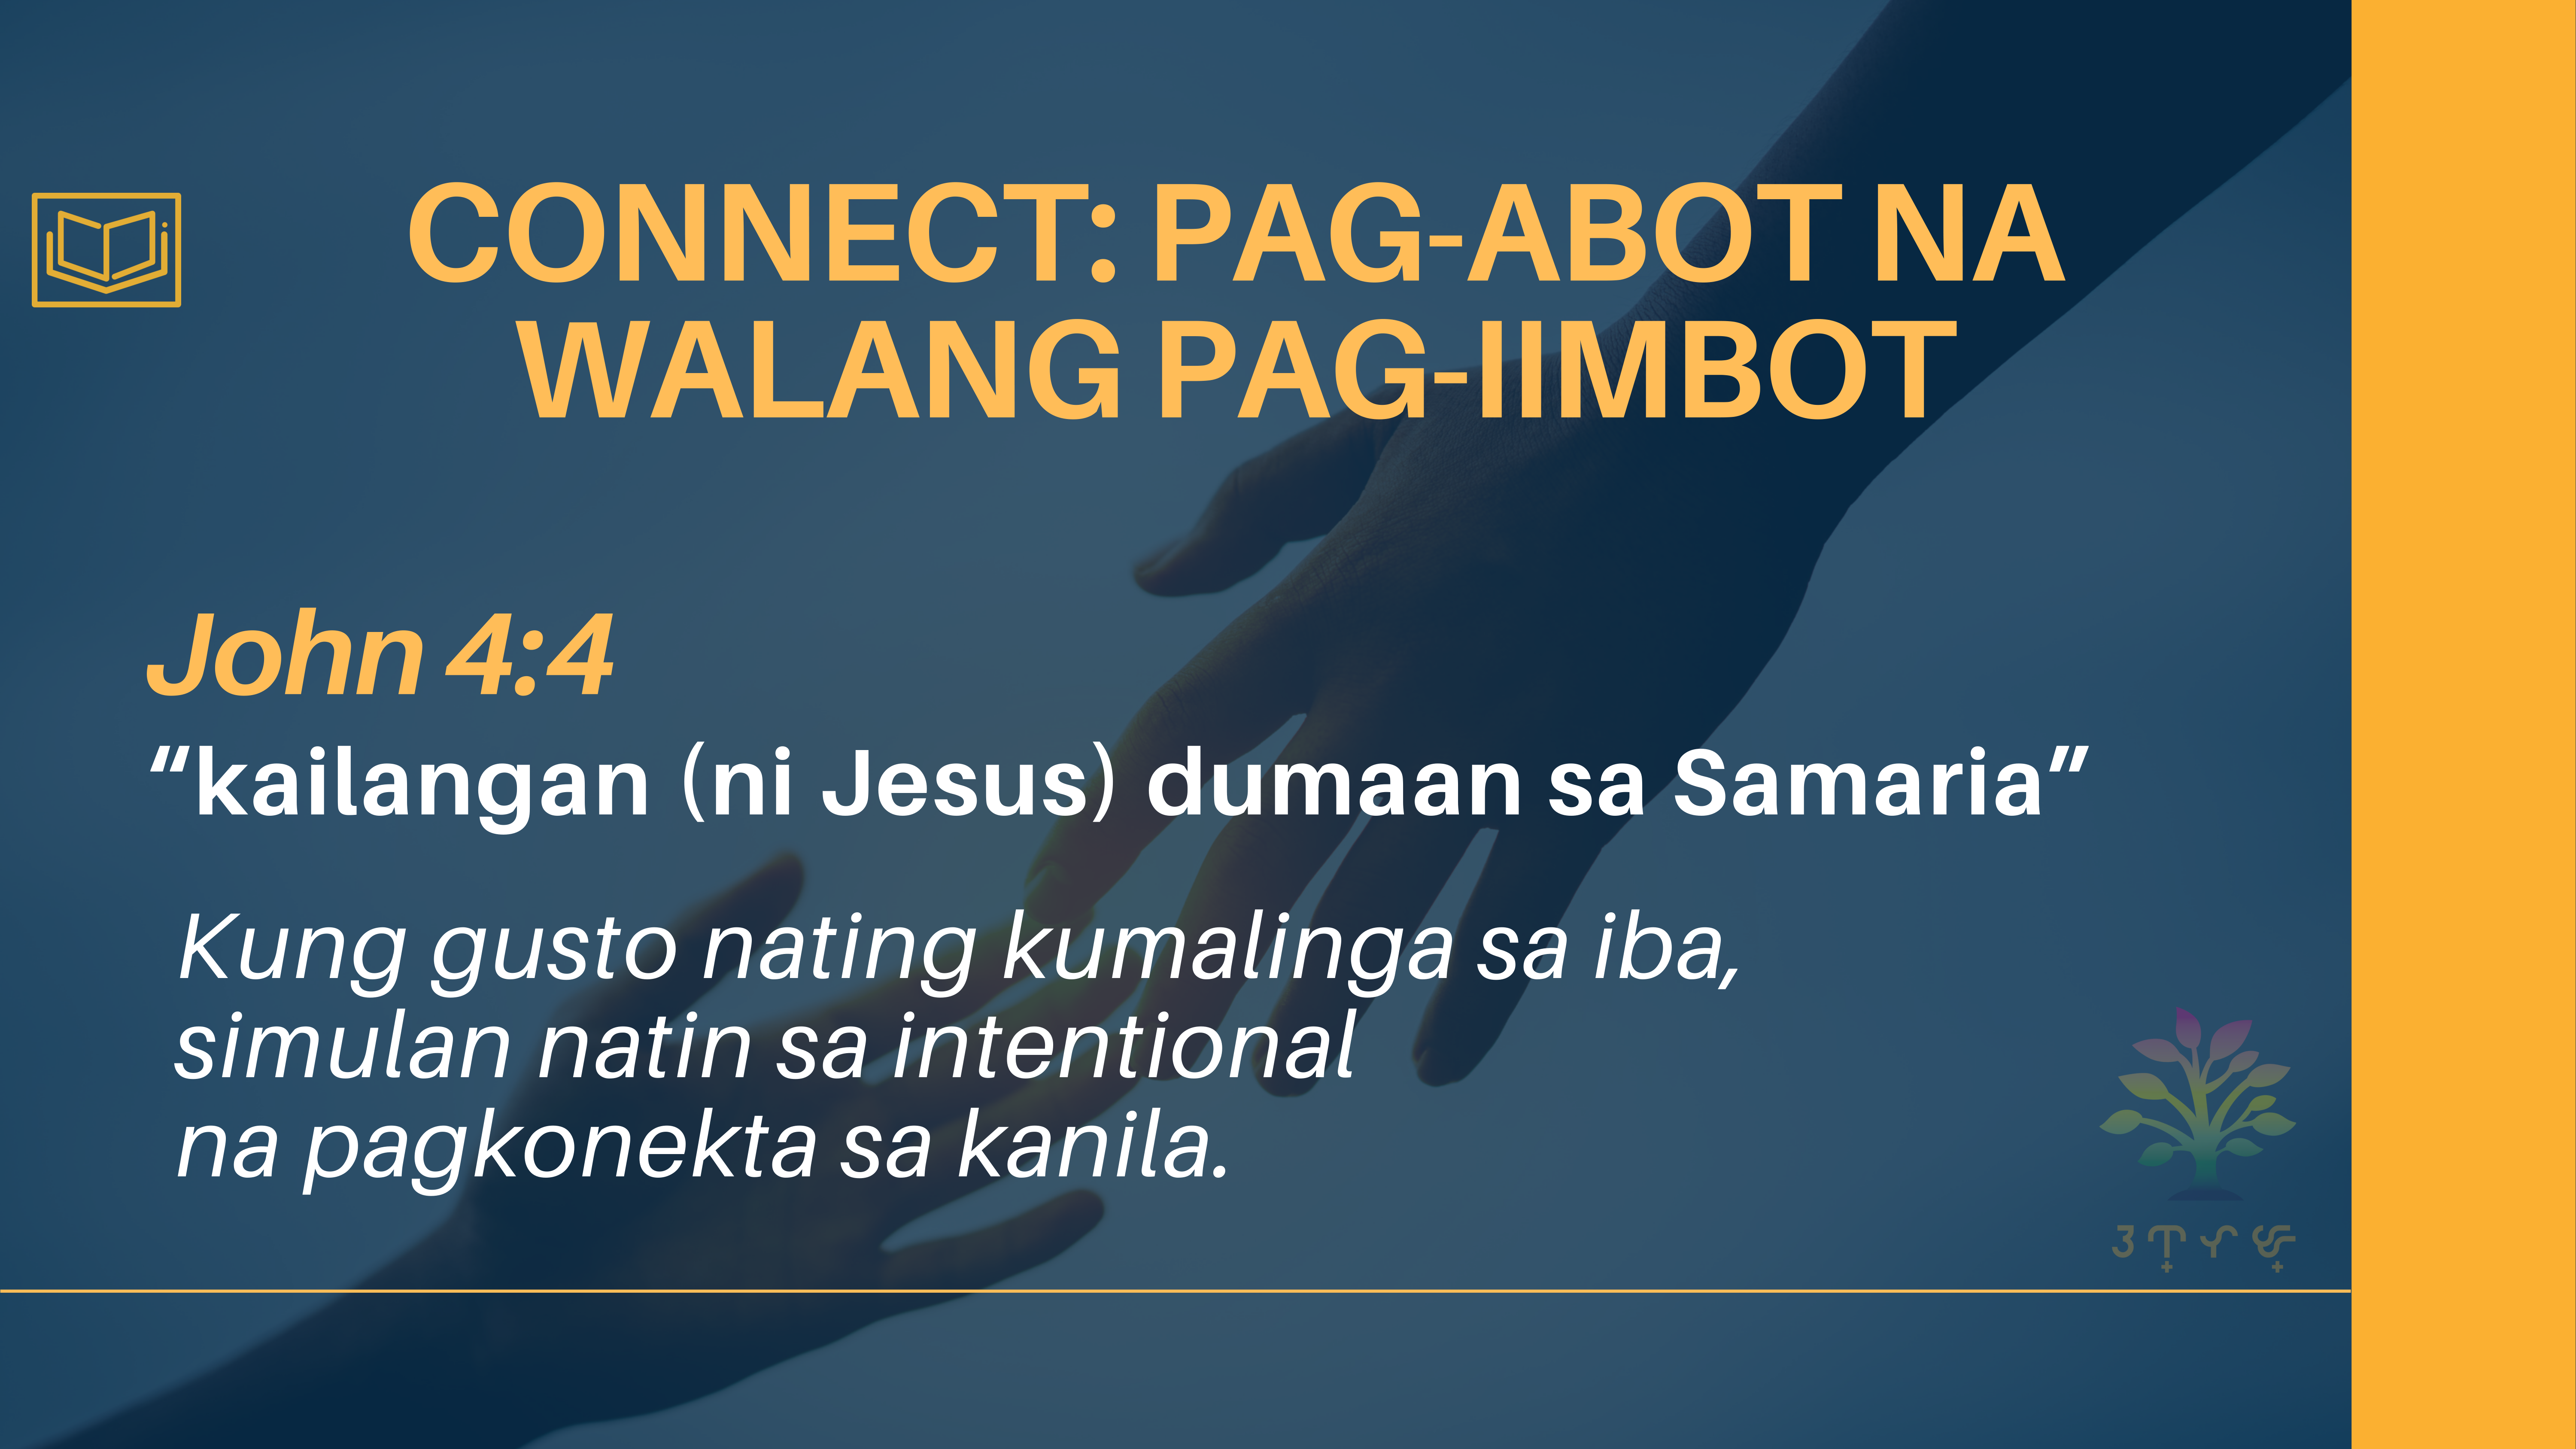 CONNECT: PAG-ABOT NA
WALANG PAG-IIMBOT
John 4:4
“kailangan (ni Jesus) dumaan sa Samaria”
Kung gusto nating kumalinga sa iba,
simulan natin sa intentional
na pagkonekta sa kanila.